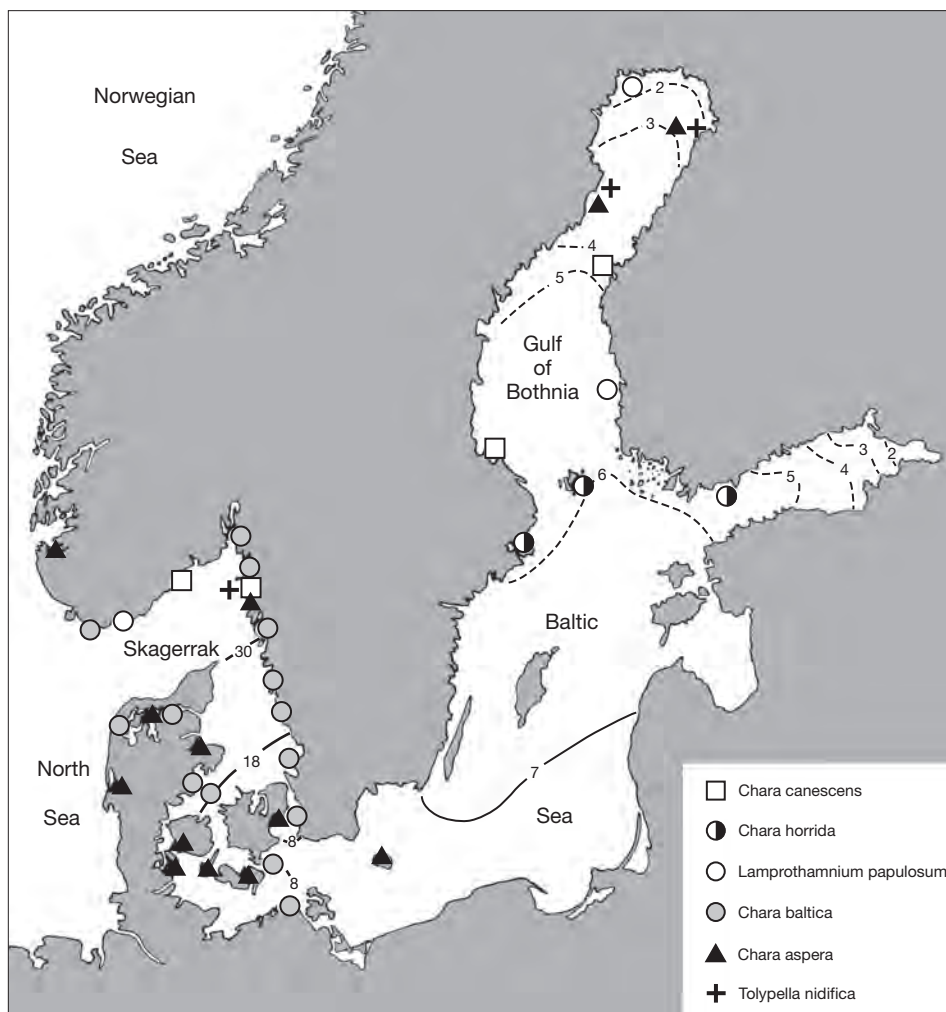 Norwegian
Sea
2
3
4
5
Gulf
of
Bothnia
6
5
4
3
2
Skagerrak
30
Baltic
North
Sea
18
7
Sea
8
8
Chara canescens
Chara horrida
Lamprothamnium papulosum
Chara baltica
Chara aspera
Tolypella nidifica